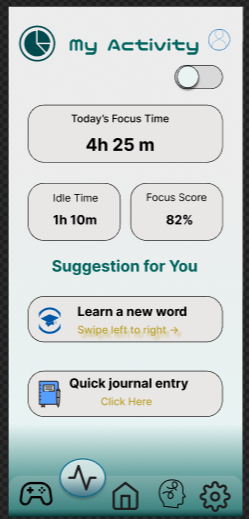 My Activity
Today's Focus Time
4h 25 m
Idle Time
1h 10m
Focus Score
82%
Suggestion for You
Learn a new word
Swipe left to right →
Quick journal entry
Click Here